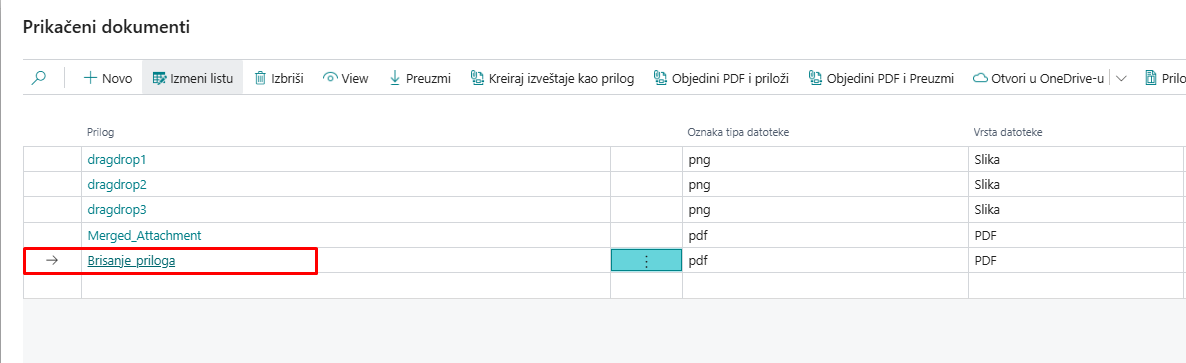 Prikačeni dokumenti
Novo Izmeni listu Izbriši View Preuzmi Kreiraj izveštaje kao prilog Objedini PDF i priloži Objedini PDF i Preuzmi Otvori u OneDrive-u Prilo
Prilog Oznaka tipa datoteke Vrsta datoteke
dragdrop1 png Slika
dragdrop2 png Slika
dragdrop3 png Slika
Merged_Attachment pdf PDF
Brisanje_priloga pdf PDF